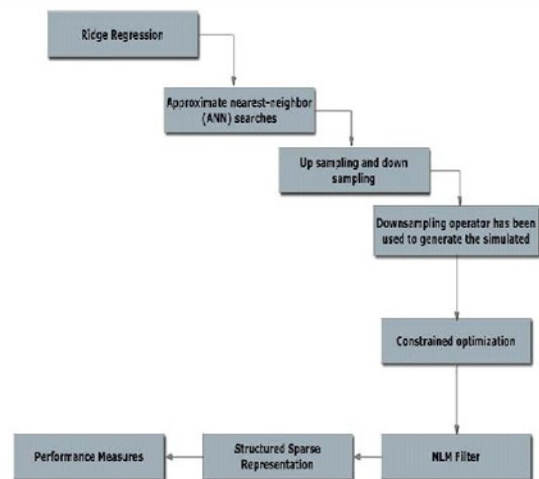 Ridge Regression
Approximate nearest-neighbor
(ANN) searches
Up sampling and down
sampling
Downsampling operator has been
used to generate the simulated
Constrained optimization
NLM Filter
Structured Sparse
Representation
Performance Measures